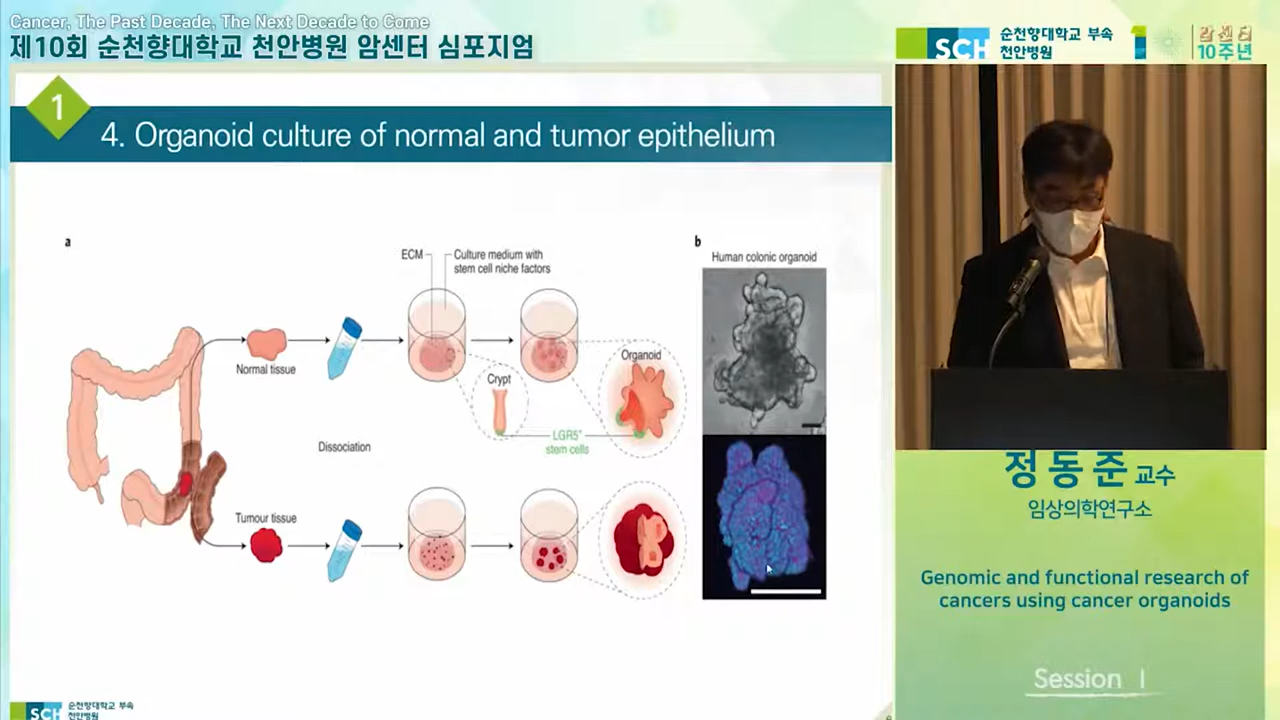 Cancer, The Past Decade, The Next Decade to Come
제10회 순천향대학교 천안병원 암센터 심포지엄
SCH
순천향대학교 부속
천안병원
1
암센터
10주년
1
4. Organoid culture of normal and tumor epithelium
a
ECM
Culture medium with
stem cell niche factors
b
Human colonic organoid
Normal tissue
Organoid
Crypt
LGR5+
stem cells
Dissociation
Tumour tissue
정동준 교수
임상의학연구소
Genomic and functional research of
cancers using cancer organoids
Session I
SCH
순천향대학교 부속
천안병원